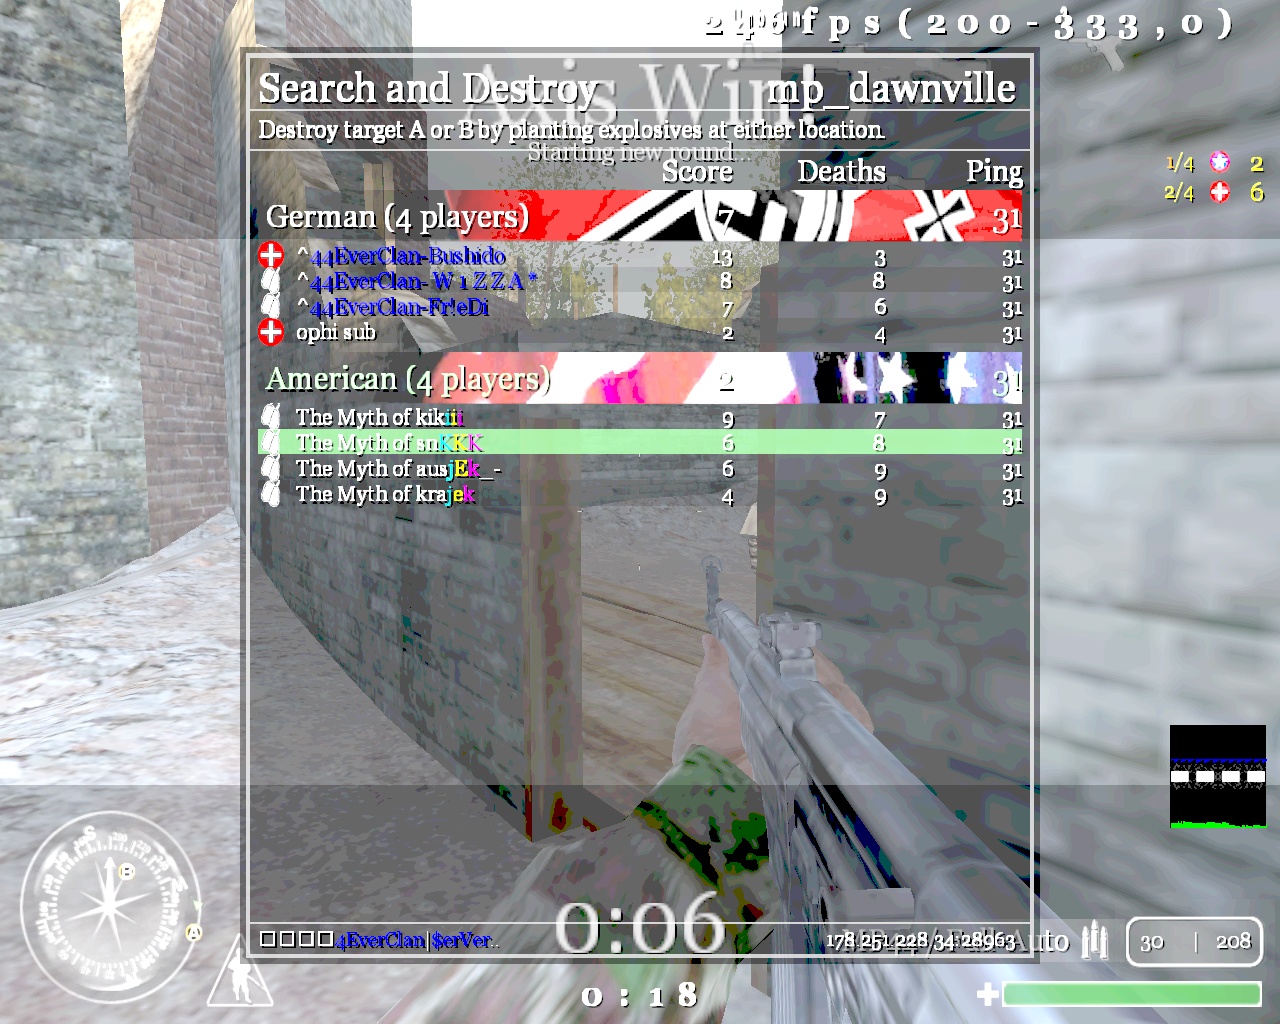 246fps(200-333,0)
Axis Win!
Search and Destroy mp_dawnville
Destroy target A or B by planting explosives at either location.
Starting new round...
Score Deaths Ping
1/4 2
2/4 6
German (4 players) 7 31
^44EverClan-Bushido 13 3 31
^44EverClan- W 1 Z Z A * 8 8 31
^44EverClan-Fr!eDi 7 6 31
ophi sub 2 4 31
American (4 players) 2 31
The Myth of kikiii 9 7 31
The Myth of snKKK 6 8 31
The Myth of ausjEk_- 6 9 31
The Myth of krajek 4 9 31
S
B
A
0:06
4EverClan|$erVer.. 178.251.228.34:28963 Auto
30 | 208
0:18